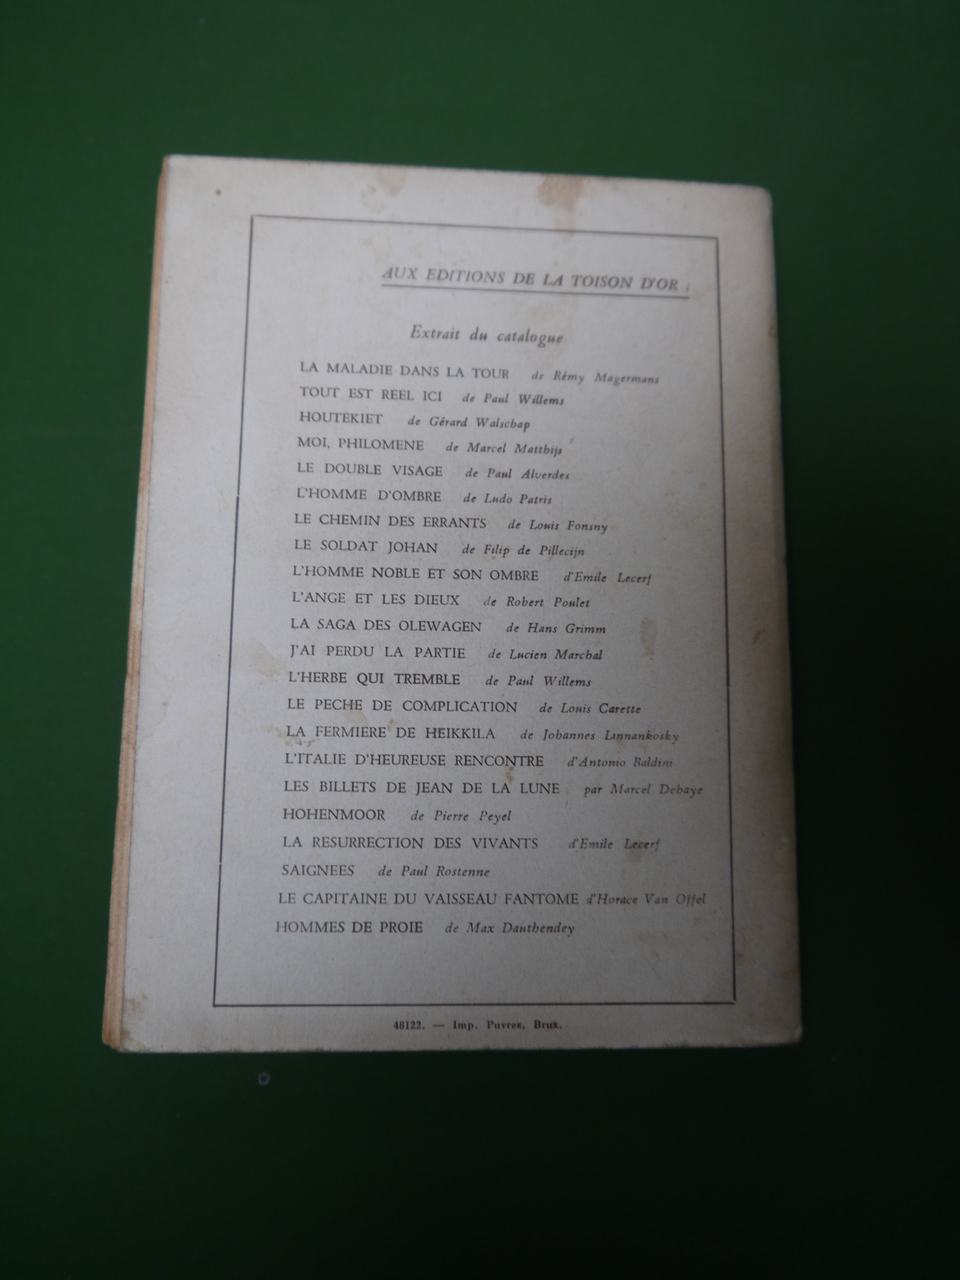 AUX EDITIONS DE LA TOISON D'OR :
Extrait du catalogue
LA MALADIE DANS LA TOUR de Rémy Magermans
TOUT EST REEL ICI de Paul Willems
HOUTEKIET de Gérard Walschap
MOI, PHILOMENE de Marcel Matthijs
LE DOUBLE VISAGE de Paul Alverdes
L'HOMME D'OMBRE de Ludo Patris
LE CHEMIN DES ERRANTS de Louis Fonsny
LE SOLDAT JOHAN de Filip de Pillecijn
L'HOMME NOBLE ET SON OMBRE d'Emile Lecerf
L'ANGE ET LES DIEUX de Robert Poulet
LA SAGA DES OLEWAGEN de Hans Grimm
J'AI PERDU LA PARTIE de Lucien Marchal
L'HERBE QUI TREMBLE de Paul Willems
LE PECHE DE COMPLICATION de Louis Carette
LA FERMIERE DE HEIKKILA de Johannes Linnankosky
L'ITALIE D'HEUREUSE RENCONTRE d'Antonio Baldini
LES BILLETS DE JEAN DE LA LUNE par Marcel Dehaye
HOHENMOOR de Pierre Peyel
LA RESURRECTION DES VIVANTS d'Emile Lecerf
SAIGNEES de Paul Rostenne
LE CAPITAINE DU VAISSEAU FANTOME d'Horace Van Offel
HOMMES DE PROIE de Max Dauthendey
48122. — Imp. Puvrez, Brux.